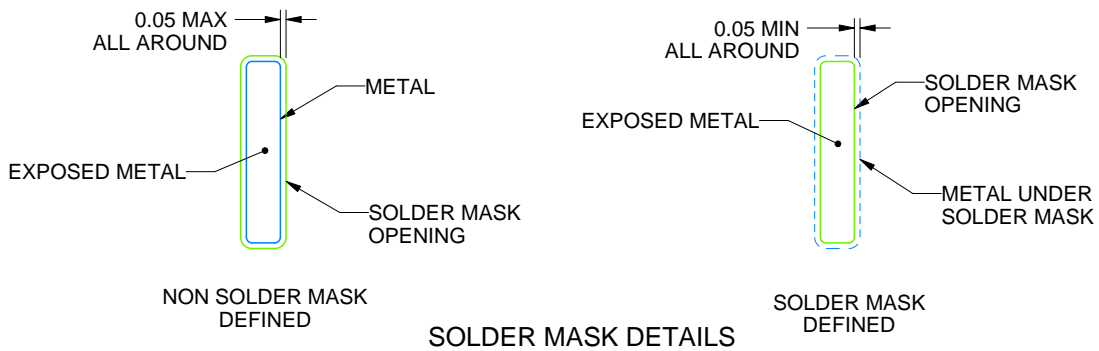 0.05 MAX
ALL AROUND
METAL
EXPOSED METAL
SOLDER MASK
OPENING
NON SOLDER MASK
DEFINED
0.05 MIN
ALL AROUND
SOLDER MASK
OPENING
EXPOSED METAL
METAL UNDER
SOLDER MASK
SOLDER MASK
DEFINED
SOLDER MASK DETAILS